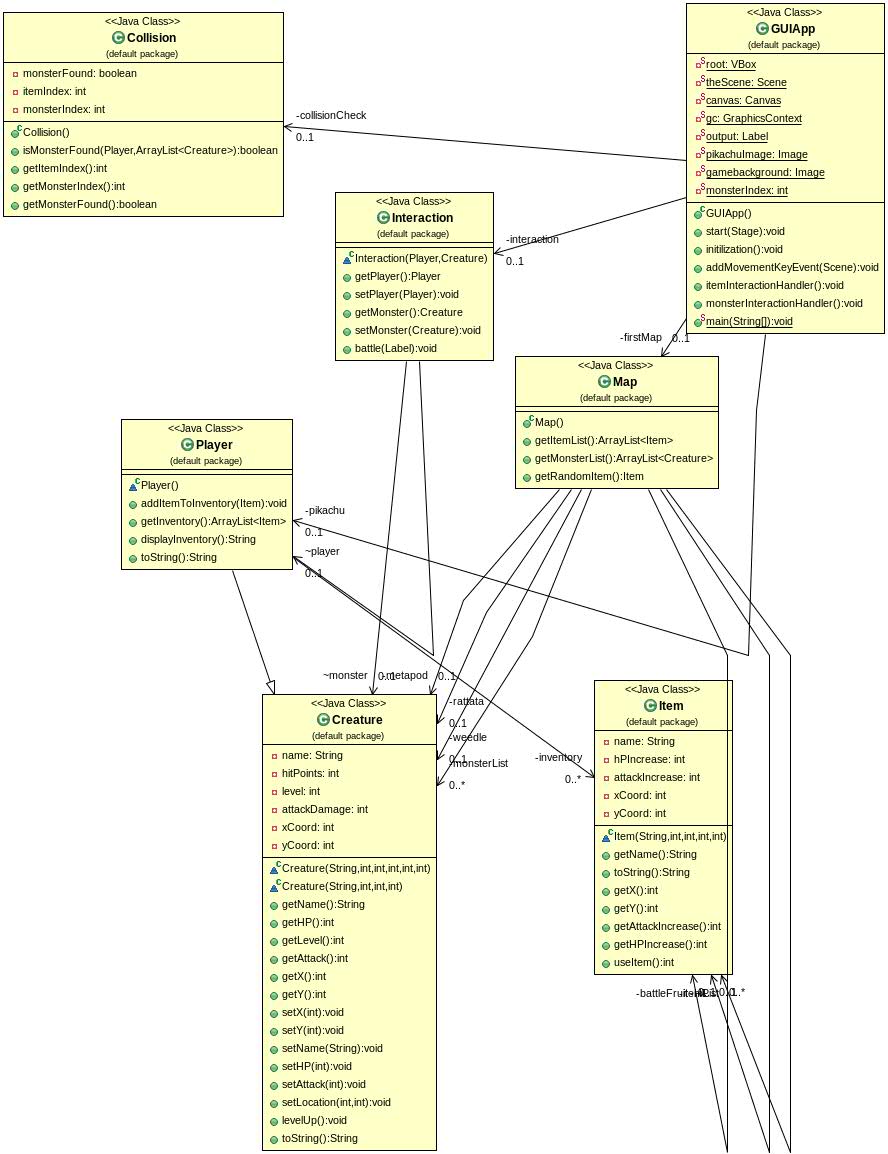 <<Java Class>>
Collision
(default package)
monsterFound: boolean
itemIndex: int
monsterIndex: int
Collision()
isMonsterFound(Player,ArrayList<Creature>):boolean
getItemIndex():int
getMonsterIndex():int
getMonsterFound():boolean
<<Java Class>>
GUIApp
(default package)
root: VBox
theScene: Scene
canvas: Canvas
gc: GraphicsContext
output: Label
pikachuImage: Image
gamebackground: Image
monsterIndex: int
GUIApp()
start(Stage):void
initilization():void
addMovementKeyEvent(Scene):void
itemInteractionHandler():void
monsterInteractionHandler():void
main(String[]):void
-collisionCheck
0..1
<<Java Class>>
Interaction
(default package)
Interaction(Player,Creature)
getPlayer():Player
setPlayer(Player):void
getMonster():Creature
setMonster(Creature):void
battle(Label):void
-interaction
0..1
-firstMap
0..1
<<Java Class>>
Map
(default package)
Map()
getItemList():ArrayList<Item>
getMonsterList():ArrayList<Creature>
getRandomItem():Item
<<Java Class>>
Player
(default package)
Player()
addItemToInventory(Item):void
getInventory():ArrayList<Item>
displayInventory():String
toString():String
-pikachu
0..1
~player
0..1
~monster
0..1
-metapod
0..1
-rattata
0..1
-weedle
0..1
-monsterList
0..*
-inventory
0..*
<<Java Class>>
Creature
(default package)
name: String
hitPoints: int
level: int
attackDamage: int
xCoord: int
yCoord: int
Creature(String,int,int,int,int,int)
Creature(String,int,int,int)
getName():String
getHP():int
getLevel():int
getAttack():int
getX():int
getY():int
setX(int):void
setY(int):void
setName(String):void
setHP(int):void
setAttack(int):void
setLocation(int,int):void
levelUp():void
toString():String
<<Java Class>>
Item
(default package)
name: String
hPIncrease: int
attackIncrease: int
xCoord: int
yCoord: int
Item(String,int,int,int,int)
getName():String
toString():String
getX():int
getY():int
getAttackIncrease():int
getHPIncrease():int
useItem():int